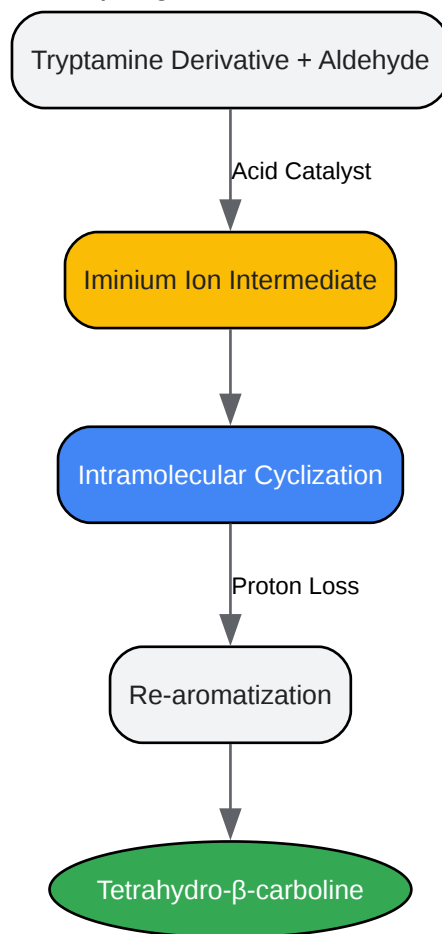 Tryptamine Derivative + Aldehyde
Acid Catalyst
Iminium Ion Intermediate
Intramolecular Cyclization
Proton Loss
Re-aromatization
Tetrahydro-β-carboline